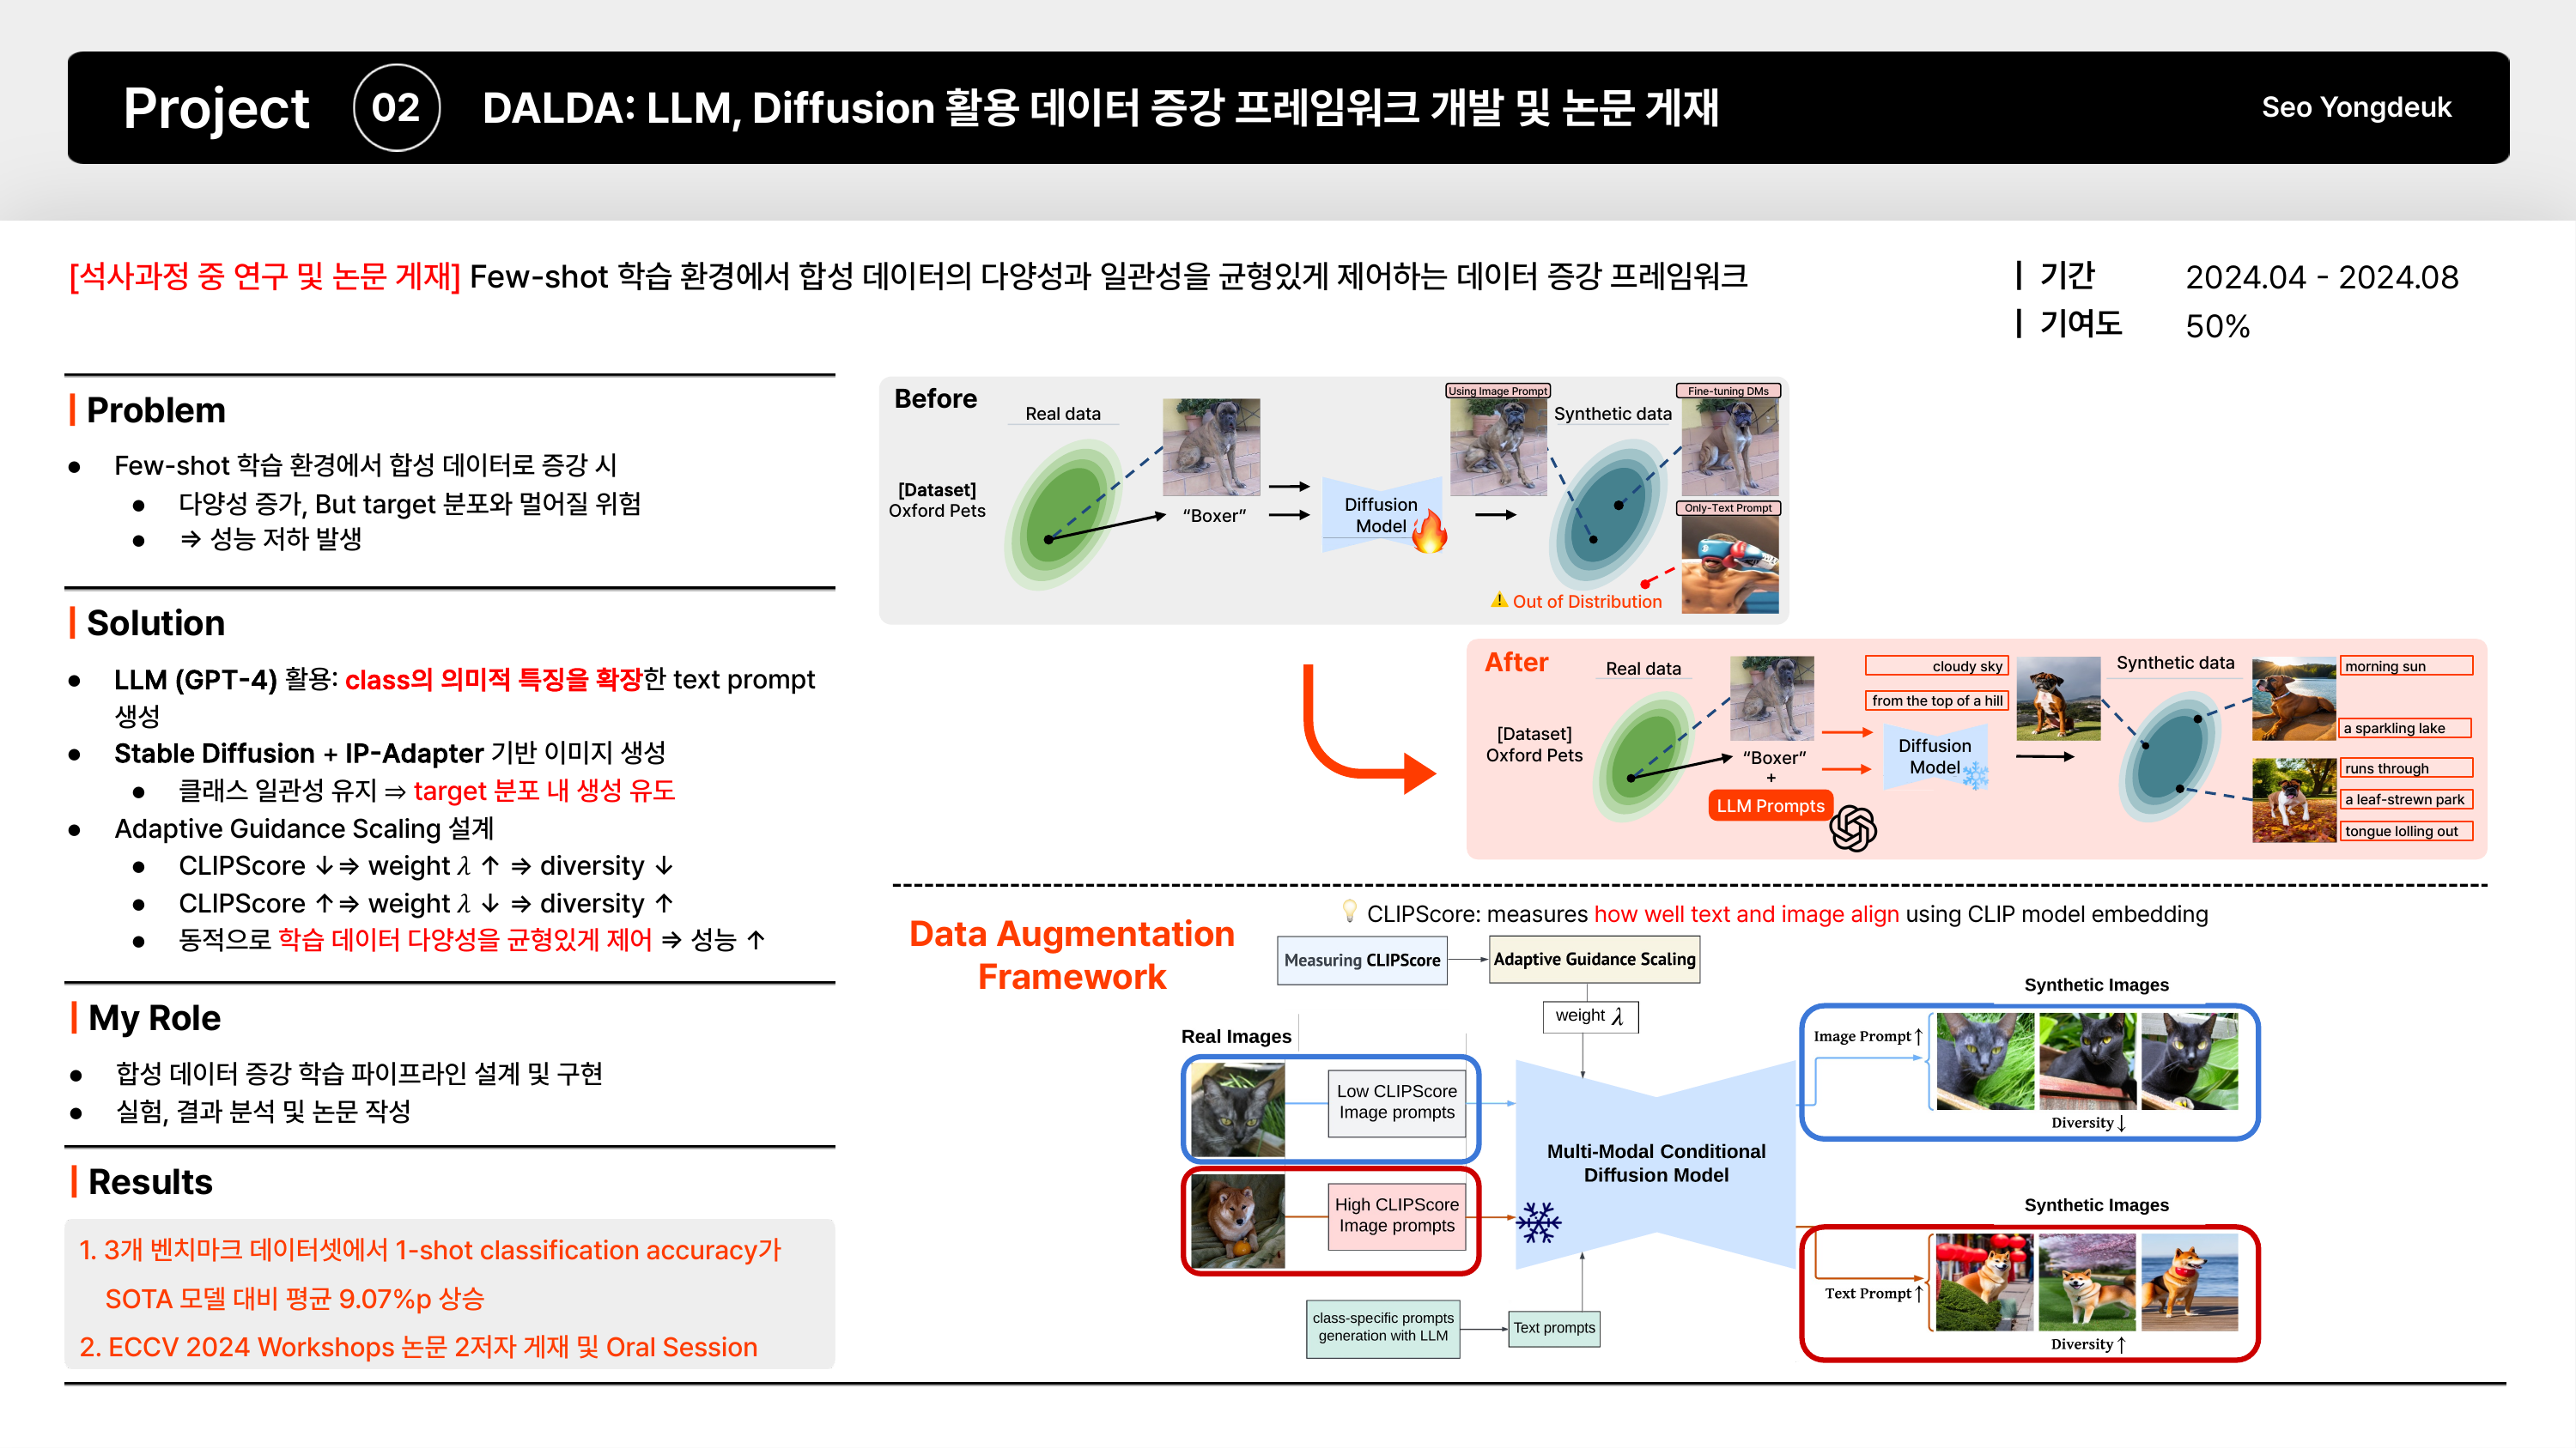 Project 02 DALDA: LLM, Diffusion 활용 데이터 증강 프레임워크 개발 및 논문 게재 Seo Yongdeuk
[석사과정 중 연구 및 논문 게재] Few-shot 학습 환경에서 합성 데이터의 다양성과 일관성을 균형있게 제어하는 데이터 증강 프레임워크
| 기간 2024.04 - 2024.08
| 기여도 50%
| Problem
● Few-shot 학습 환경에서 합성 데이터로 증강 시
● 다양성 증가, But target 분포와 멀어질 위험
● ⇒ 성능 저하 발생
| Solution
● LLM (GPT-4) 활용: class의 의미적 특징을 확장한 text prompt
생성
● Stable Diffusion + IP-Adapter 기반 이미지 생성
● 클래스 일관성 유지 ⇒ target 분포 내 생성 유도
● Adaptive Guidance Scaling 설계
● CLIPScore ↓⇒ weight λ ↑ ⇒ diversity ↓
● CLIPScore ↑⇒ weight λ ↓ ⇒ diversity ↑
● 동적으로 학습 데이터 다양성을 균형있게 제어 ⇒ 성능 ↑
| My Role
● 합성 데이터 증강 학습 파이프라인 설계 및 구현
● 실험, 결과 분석 및 논문 작성
| Results
1. 3개 벤치마크 데이터셋에서 1-shot classification accuracy가
SOTA 모델 대비 평균 9.07%p 상승
2. ECCV 2024 Workshops 논문 2저자 게재 및 Oral Session
Before
Real data
Using Image Prompt
Synthetic data
Fine-tuning DMs
[Dataset]
Oxford Pets
"Boxer"
Diffusion
Model
Only-Text Prompt
Out of Distribution
After
Real data
cloudy sky
from the top of a hill
Synthetic data
morning sun
a sparkling lake
[Dataset]
Oxford Pets
"Boxer"
+
LLM Prompts
Diffusion
Model
runs through
a leaf-strewn park
tongue lolling out
CLIPScore: measures how well text and image align using CLIP model embedding
Data Augmentation
Framework
Measuring CLIPScore
Adaptive Guidance Scaling
weight λ
Real Images
Low CLIPScore
Image prompts
High CLIPScore
Image prompts
Multi-Modal Conditional
Diffusion Model
class-specific prompts
generation with LLM
Text prompts
Synthetic Images
Image Prompt↑
Diversity↓
Synthetic Images
Text Prompt↑
Diversity↑